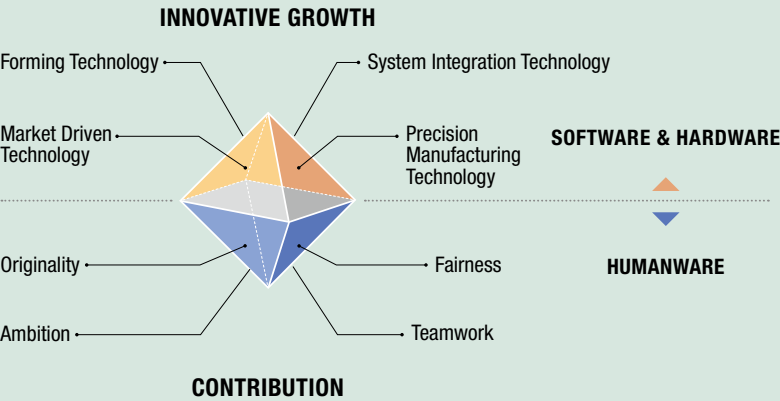 INNOVATIVE GROWTH
Forming Technology
System Integration Technology
Market Driven
Technology
Precision
Manufacturing
Technology
SOFTWARE & HARDWARE
Originality
Fairness
HUMANWARE
Ambition
Teamwork
CONTRIBUTION